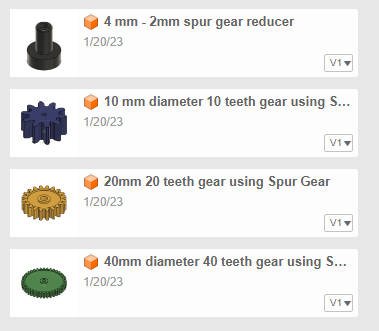 4 mm - 2mm spur gear reducer
1/20/23
V1
10 mm diameter 10 teeth gear using S...
1/20/23
V1
20mm 20 teeth gear using Spur Gear
1/20/23
V1
40mm diameter 40 teeth gear using S...
1/20/23
V1